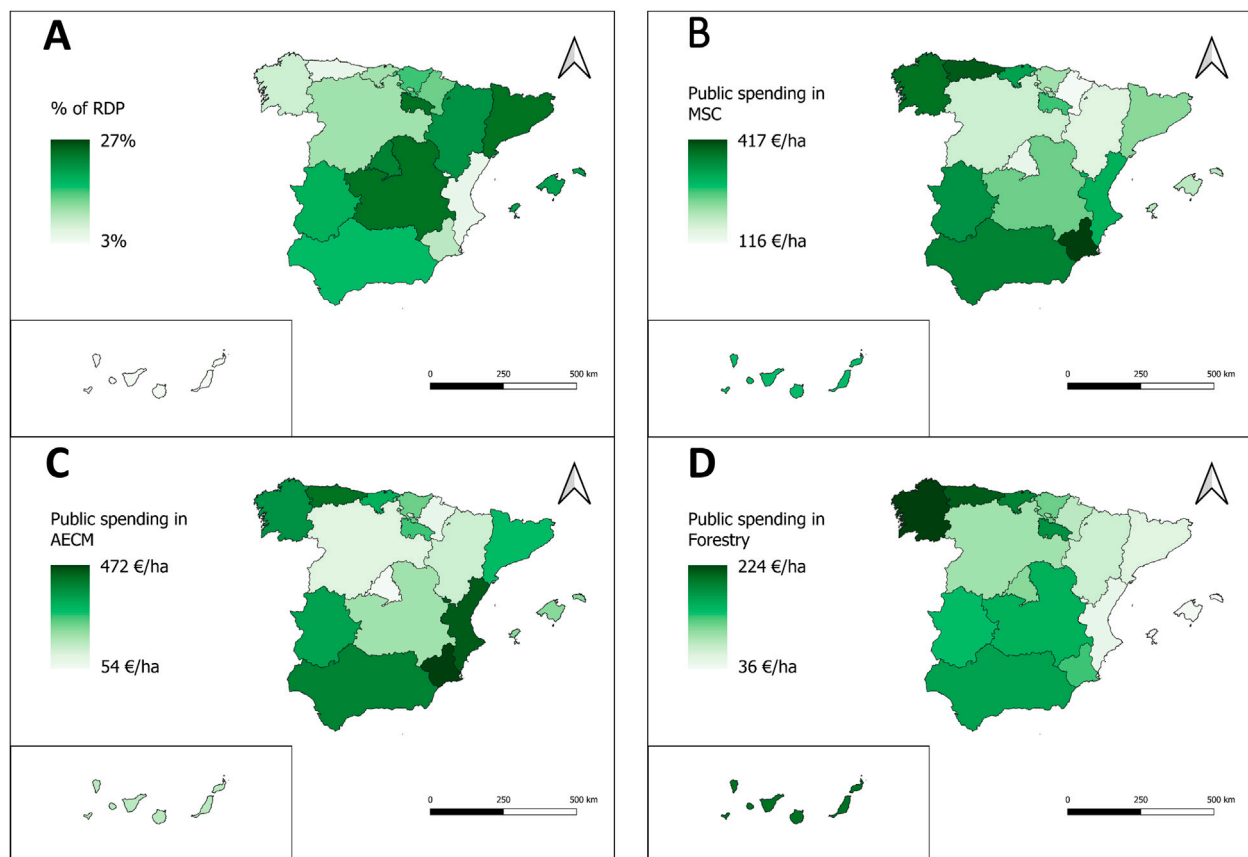 A
% of RDP
27%
3%
0 250 500 km
B
Public spending in
MSC
417 €/ha
116 €/ha
0 250 500 km
C
Public spending in
AECM
472 €/ha
54 €/ha
0 250 500 km
D
Public spending in
Forestry
224 €/ha
36 €/ha
0 250 500 km